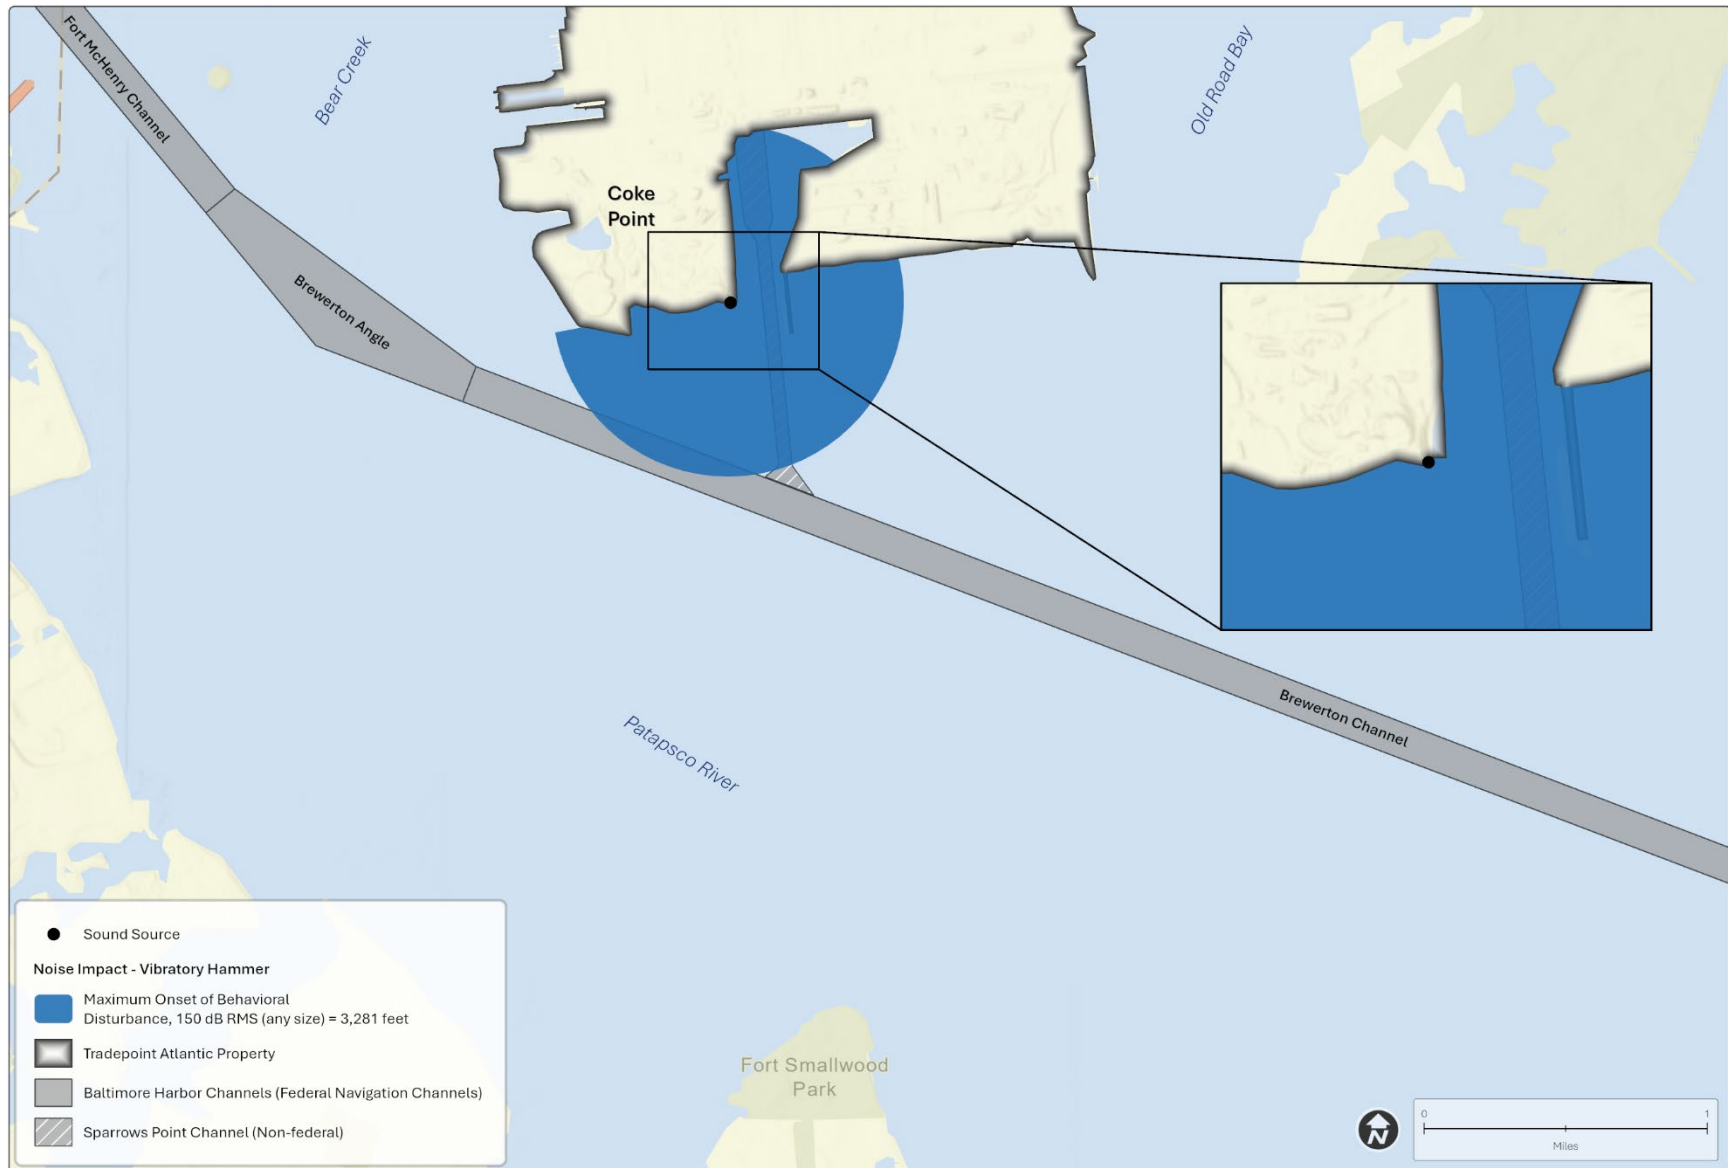 Fort McHenry Channel
Bear Creek
Old Road Bay
Coke
Point
Brewerton Angle
Brewerton Channel
Patapsco River
Sound Source
Noise Impact - Vibratory Hammer
Maximum Onset of Behavioral
Disturbance, 150 dB RMS (any size) = 3,281 feet
Tradepoint Atlantic Property
Baltimore Harbor Channels (Federal Navigation Channels)
Sparrows Point Channel (Non-federal)
Fort Smallwood
Park
N
0 1
Miles